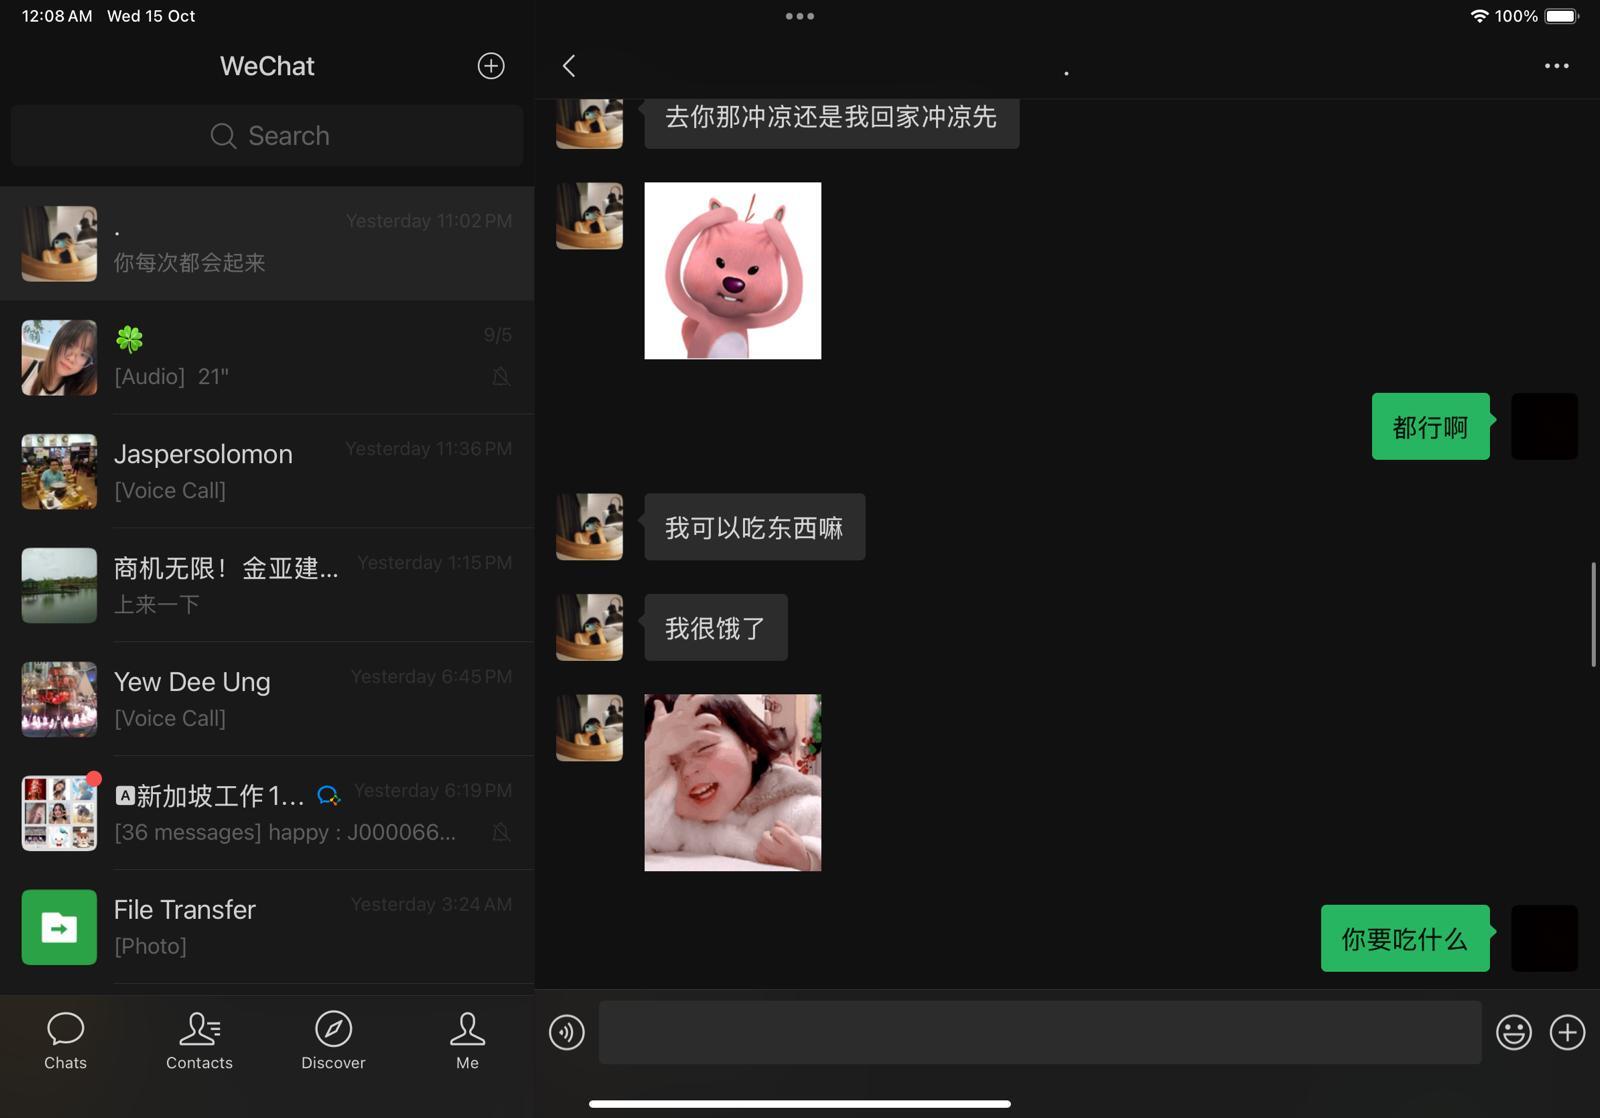 12:08 AM Wed 15 Oct
100%
WeChat
Search
.
Yesterday 11:02 PM
你每次都会起来
🍀
9/5
[Audio] 21"
Jaspersolomon
Yesterday 11:36 PM
[Voice Call]
商机无限！金亚建...
Yesterday 1:15 PM
上来一下
Yew Dee Ung
Yesterday 6:45 PM
[Voice Call]
🅰新加坡工作1...
Yesterday 6:19 PM
[36 messages] happy : J000066...
File Transfer
Yesterday 3:24 AM
[Photo]
Chats
Contacts
Discover
Me
.
去你那冲凉还是我回家冲凉先
都行啊
我可以吃东西嘛
我很饿了
你要吃什么